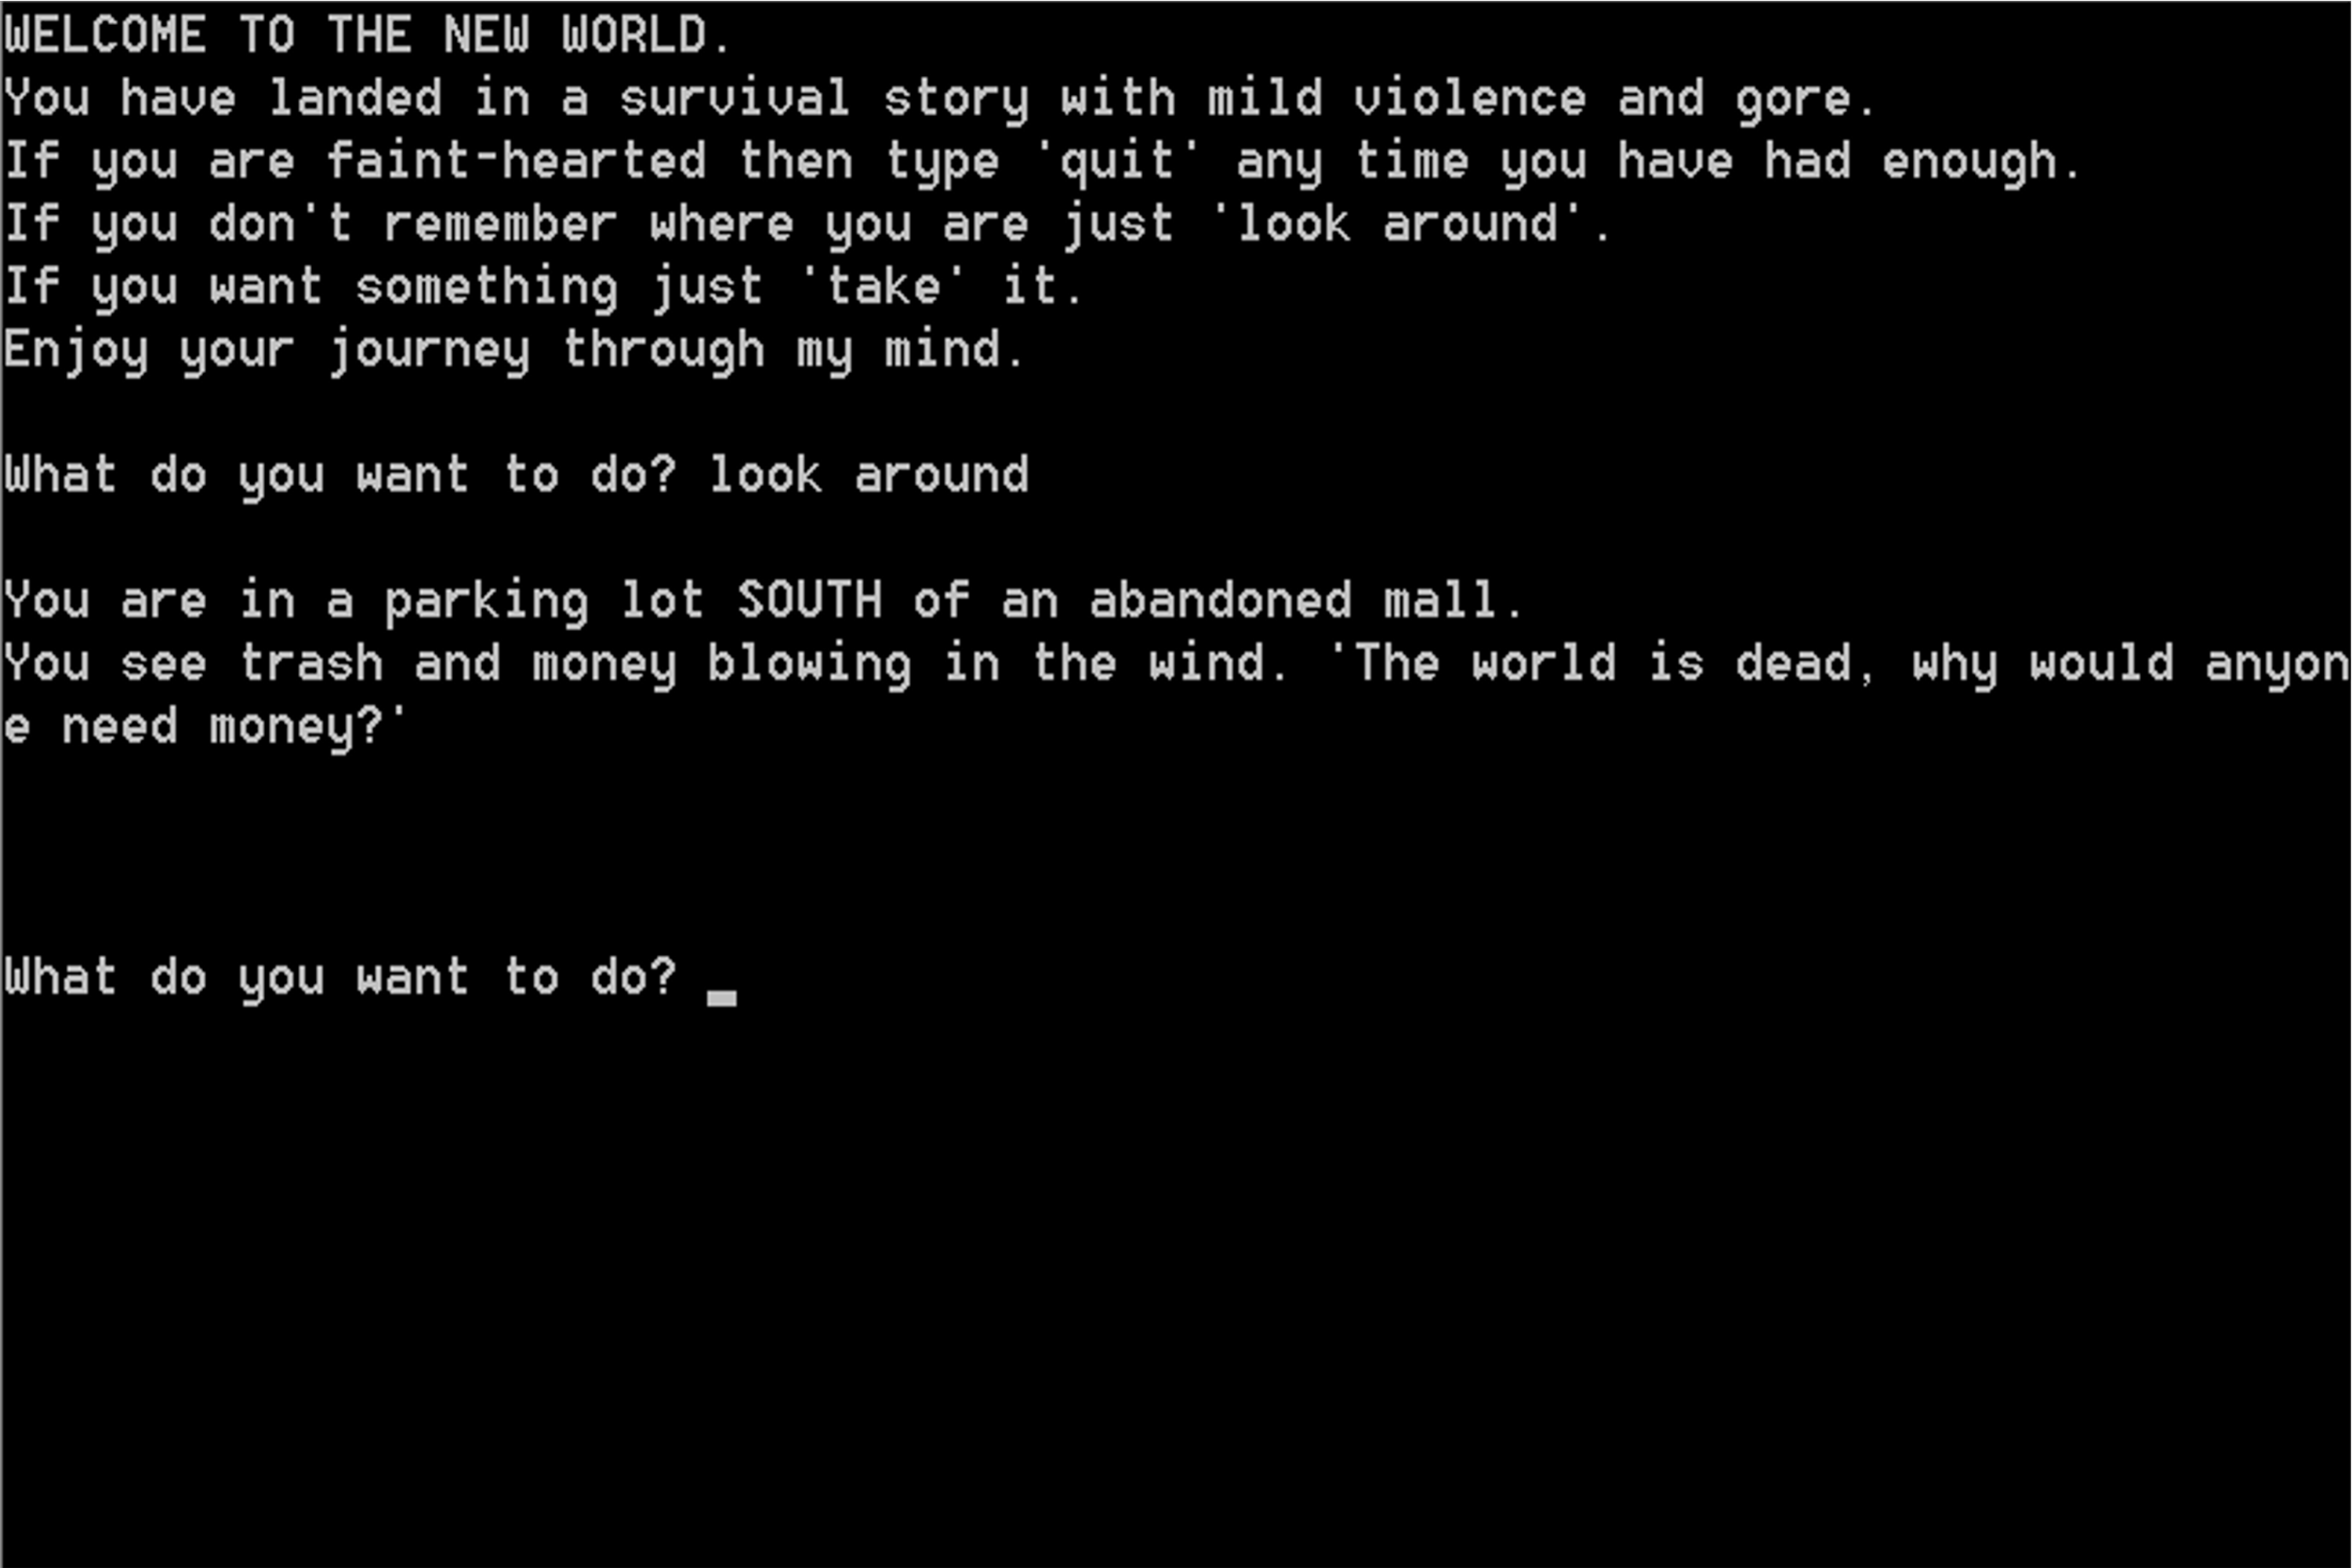 WELCOME TO THE NEW WORLD.
You have landed in a survival story with mild violence and gore.
If you are faint-hearted then type 'quit' any time you have had enough.
If you don't remember where you are just 'look around'.
If you want something just 'take' it.
Enjoy your journey through my mind.
What do you want to do? look around
You are in a parking lot SOUTH of an abandoned mall.
You see trash and money blowing in the wind. 'The world is dead, why would anyon
e need money?'
What do you want to do?